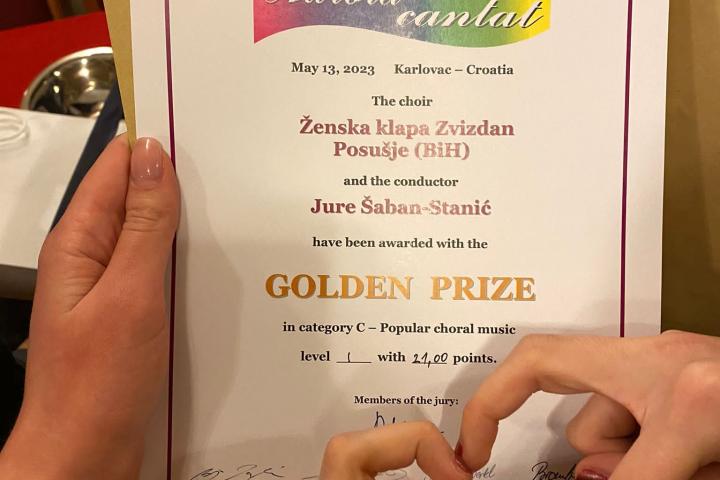 cantat
May 13, 2023 Karlovac – Croatia
The choir
Ženska klapa Zvizdan
Posušje (BiH)
and the conductor
Jure Šaban-Stanić
have been awarded with the
GOLDEN PRIZE
in category C – Popular choral music
level 1 with 21,00 points.
Members of the jury: